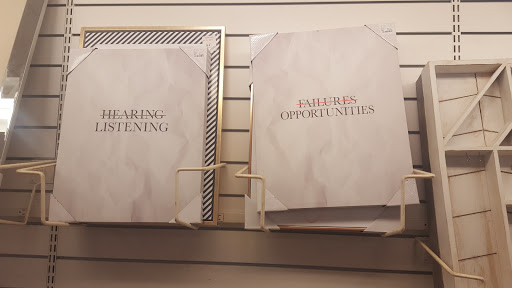 HEARING
LISTENING
FAILURES
OPPORTUNITIES